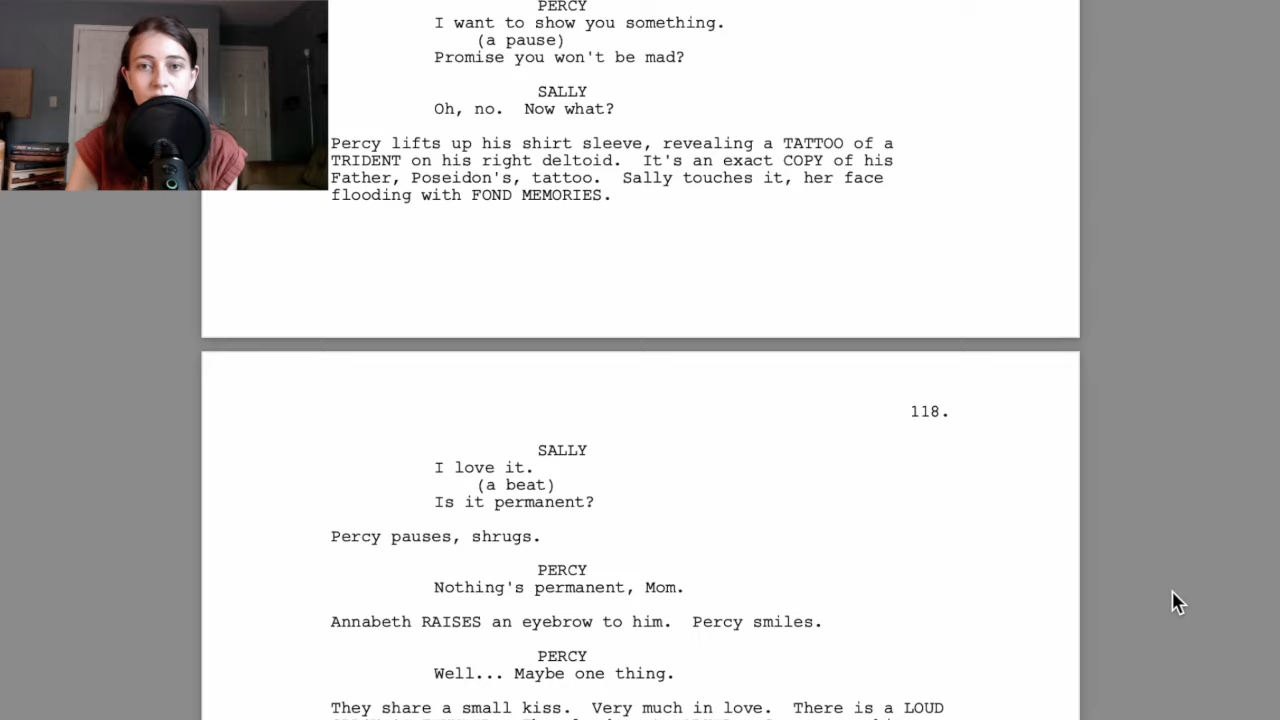 PERCY
I want to show you something.
(a pause)
Promise you won't be mad?
SALLY
Oh, no. Now what?
Percy lifts up his shirt sleeve, revealing a TATTOO of a
TRIDENT on his right deltoid. It's an exact COPY of his
Father, Poseidon's, tattoo. Sally touches it, her face
flooding with FOND MEMORIES.
118.
SALLY
I love it.
(a beat)
Is it permanent?
Percy pauses, shrugs.
PERCY
Nothing's permanent, Mom.
Annabeth RAISES an eyebrow to him. Percy smiles.
PERCY
Well... Maybe one thing.
They share a small kiss. Very much in love. There is a LOUD